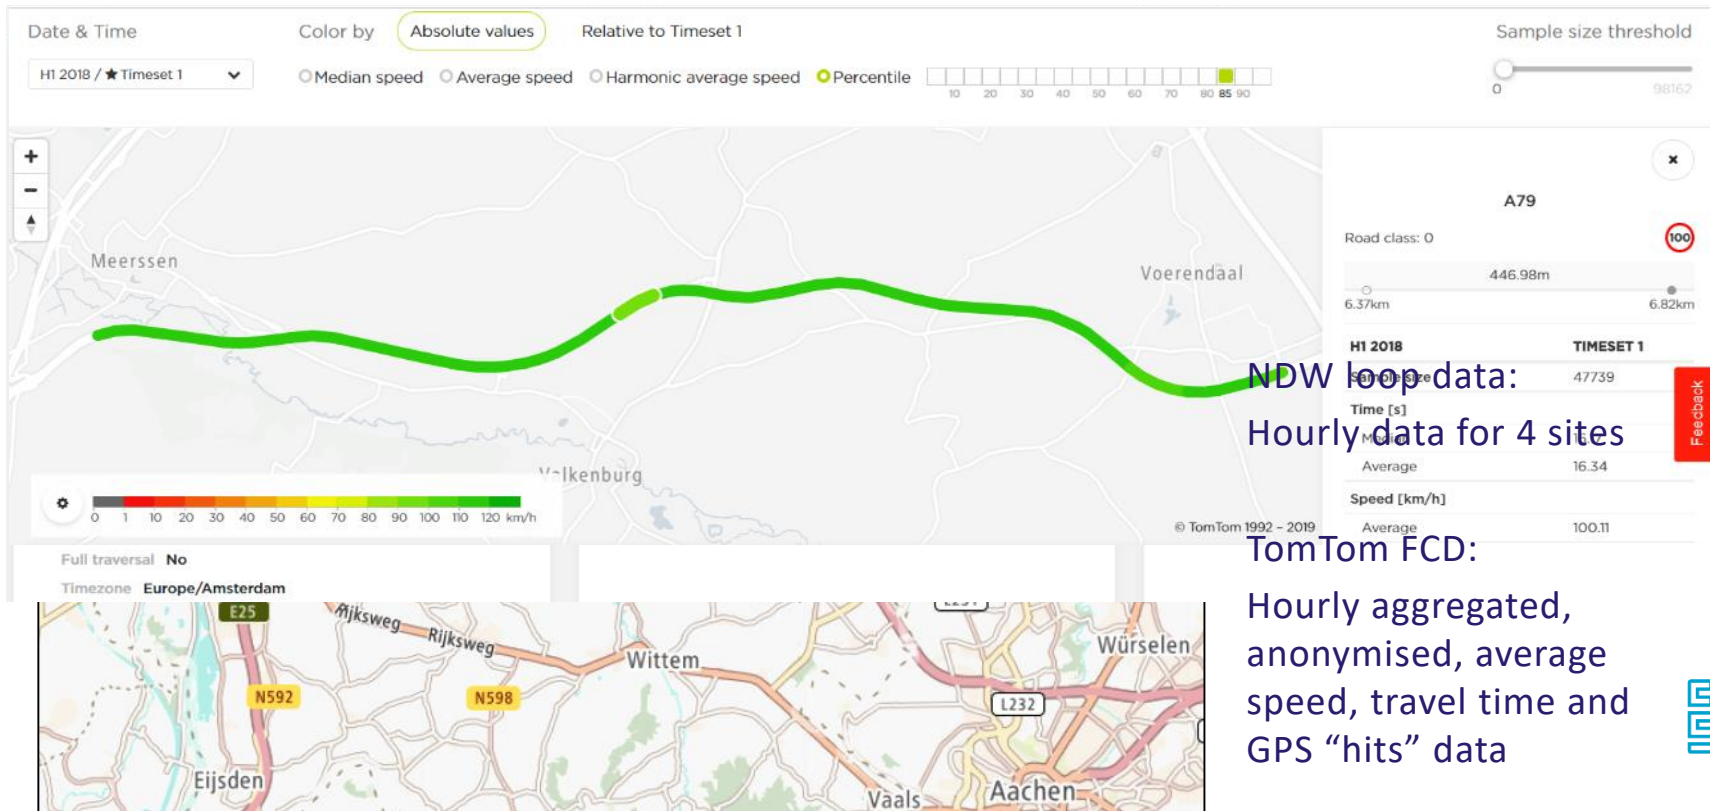 Date & Time
Color by Absolute values Relative to Timeset 1
Sample size threshold
H1 2018 / ★ Timeset 1
Median speed Average speed Harmonic average speed Percentile
10 20 30 40 50 60 70 80 85 90
0 98162
+
−
Meerssen
Voerendaal
Valkenburg
0 1 10 20 30 40 50 60 70 80 90 100 110 120 km/h
© TomTom 1992 - 2019
×
A79
Road class: 0
100
446.98m
6.37km 6.82km
H1 2018 TIMESET 1
Sample size 47739
Time [s]
Median
Average 16.34
Speed [km/h]
Average 100.11
Feedback
NDW loop data:
Hourly data for 4 sites
TomTom FCD:
Hourly aggregated,
anonymised, average
speed, travel time and
GPS “hits” data
Full traversal No
Timezone Europe/Amsterdam
E25
Rijksweg
Rijksweg
Wittem
Würselen
N592
N598
L232
Eijsden
Vaals
Aachen